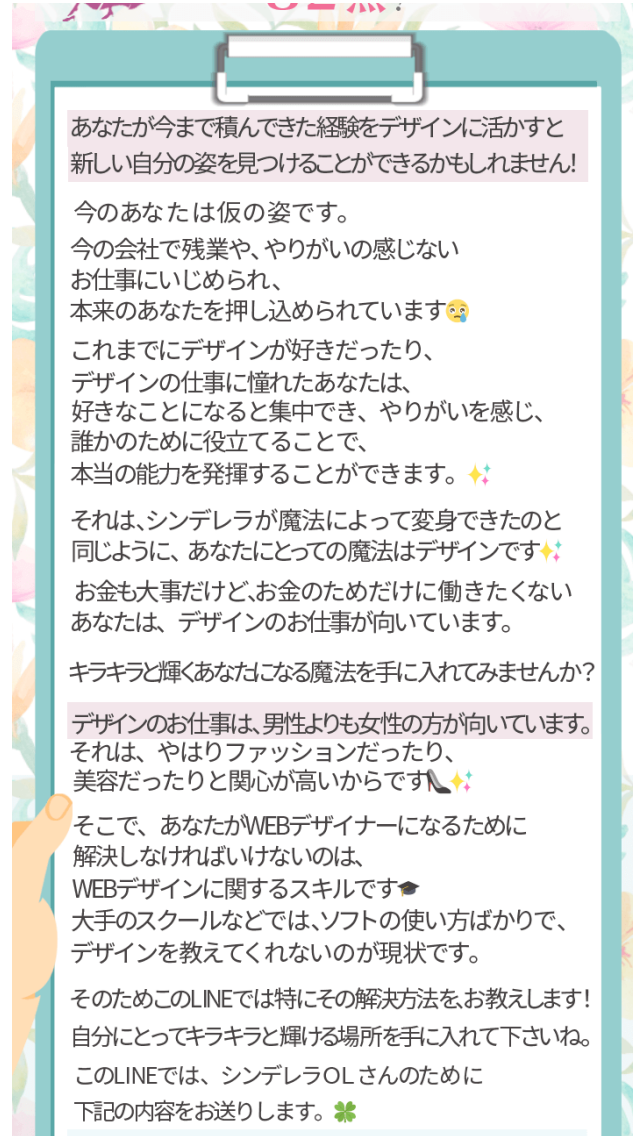 あなたが今まで積んできた経験をデザインに活かすと
新しい自分の姿を見つけることができるかもしれません!
今のあなたは仮の姿です。
今の会社で残業や、やりがいの感じない
お仕事にいじめられ、
本来のあなたを押し込められています😢
これまでにデザインが好きだったり、
デザインの仕事に憧れたあなたは、
好きなことになると集中でき、やりがいを感じ、
誰かのために役立てることで、
本当の能力を発揮することができます。✨
それは、シンデレラが魔法によって変身できたのと
同じように、あなたにとっての魔法はデザインです✨
お金も大事だけど、お金のためだけに働きたくない
あなたは、デザインのお仕事が向いています。
キラキラと輝くあなたになる魔法を手に入れてみませんか？
デザインのお仕事は、男性よりも女性の方が向いています。
それは、やはりファッションだったり、
美容だったりと関心が高いからです👠✨
そこで、あなたがWEBデザイナーになるために
解決しなければいけないのは、
WEBデザインに関するスキルです🎓
大手のスクールなどでは、ソフトの使い方ばかりで、
デザインを教えてくれないのが現状です。
そのためこのLINEでは特にその解決方法を、お教えします！
自分にとってキラキラと輝ける場所を手に入れて下さいね。
このLINEでは、シンデレラOLさんのために
下記の内容をお送りします。🍀